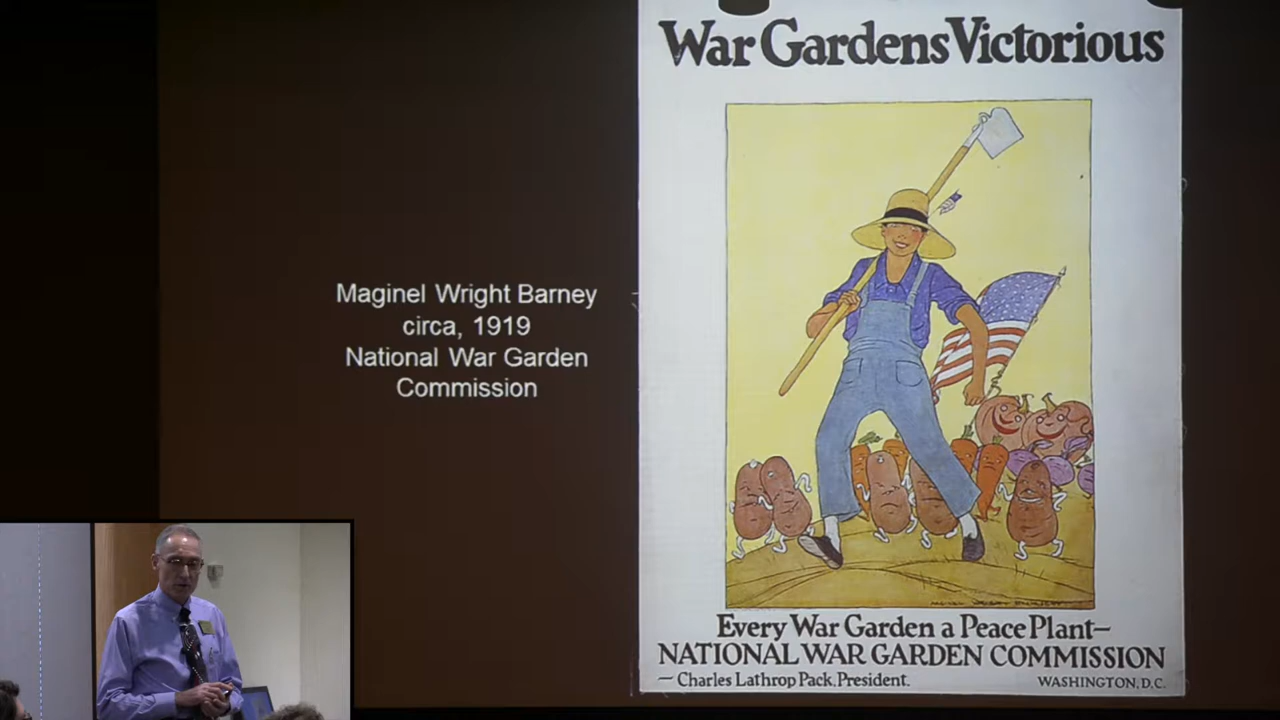 War Gardens Victorious
Maginel Wright Barney
circa, 1919
National War Garden
Commission
Every War Garden a Peace Plant—
NATIONAL WAR GARDEN COMMISSION
— Charles Lathrop Pack, President.
WASHINGTON, D.C.